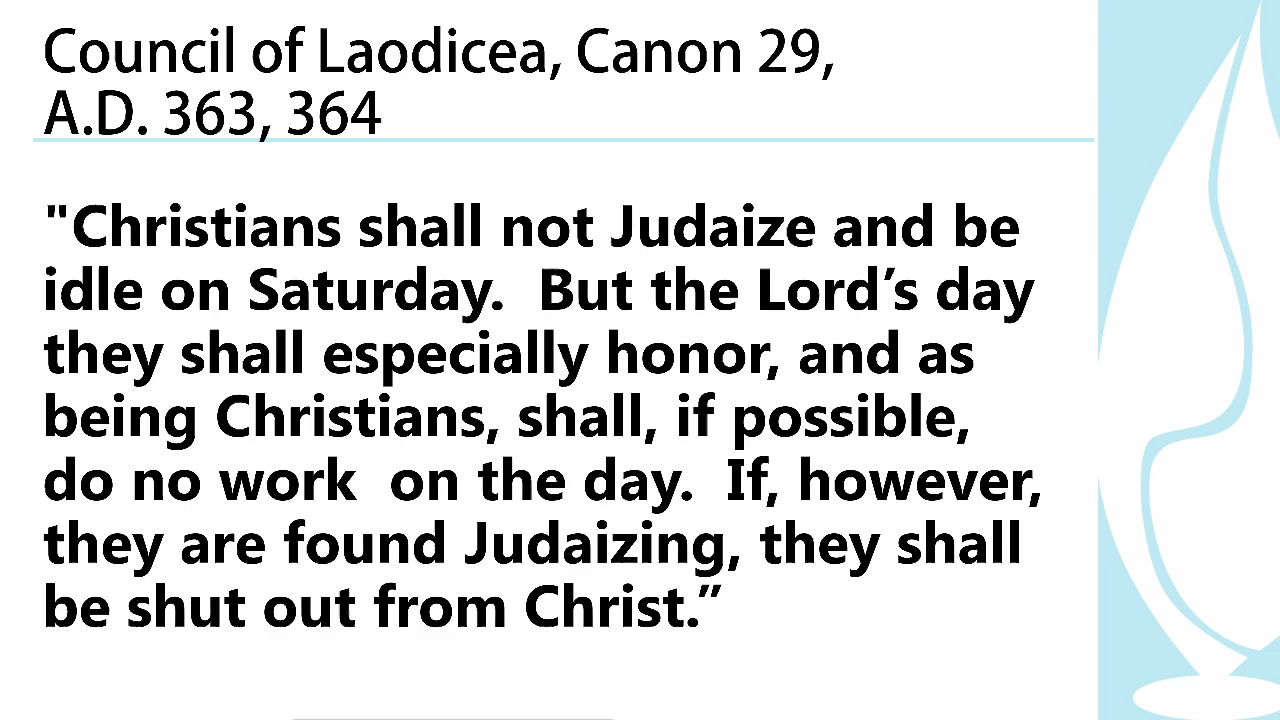 Council of Laodicea, Canon 29,
A.D. 363, 364
"Christians shall not Judaize and be
idle on Saturday.  But the Lord’s day
they shall especially honor, and as
being Christians, shall, if possible,
do no work  on the day.  If, however,
they are found Judaizing, they shall
be shut out from Christ.”